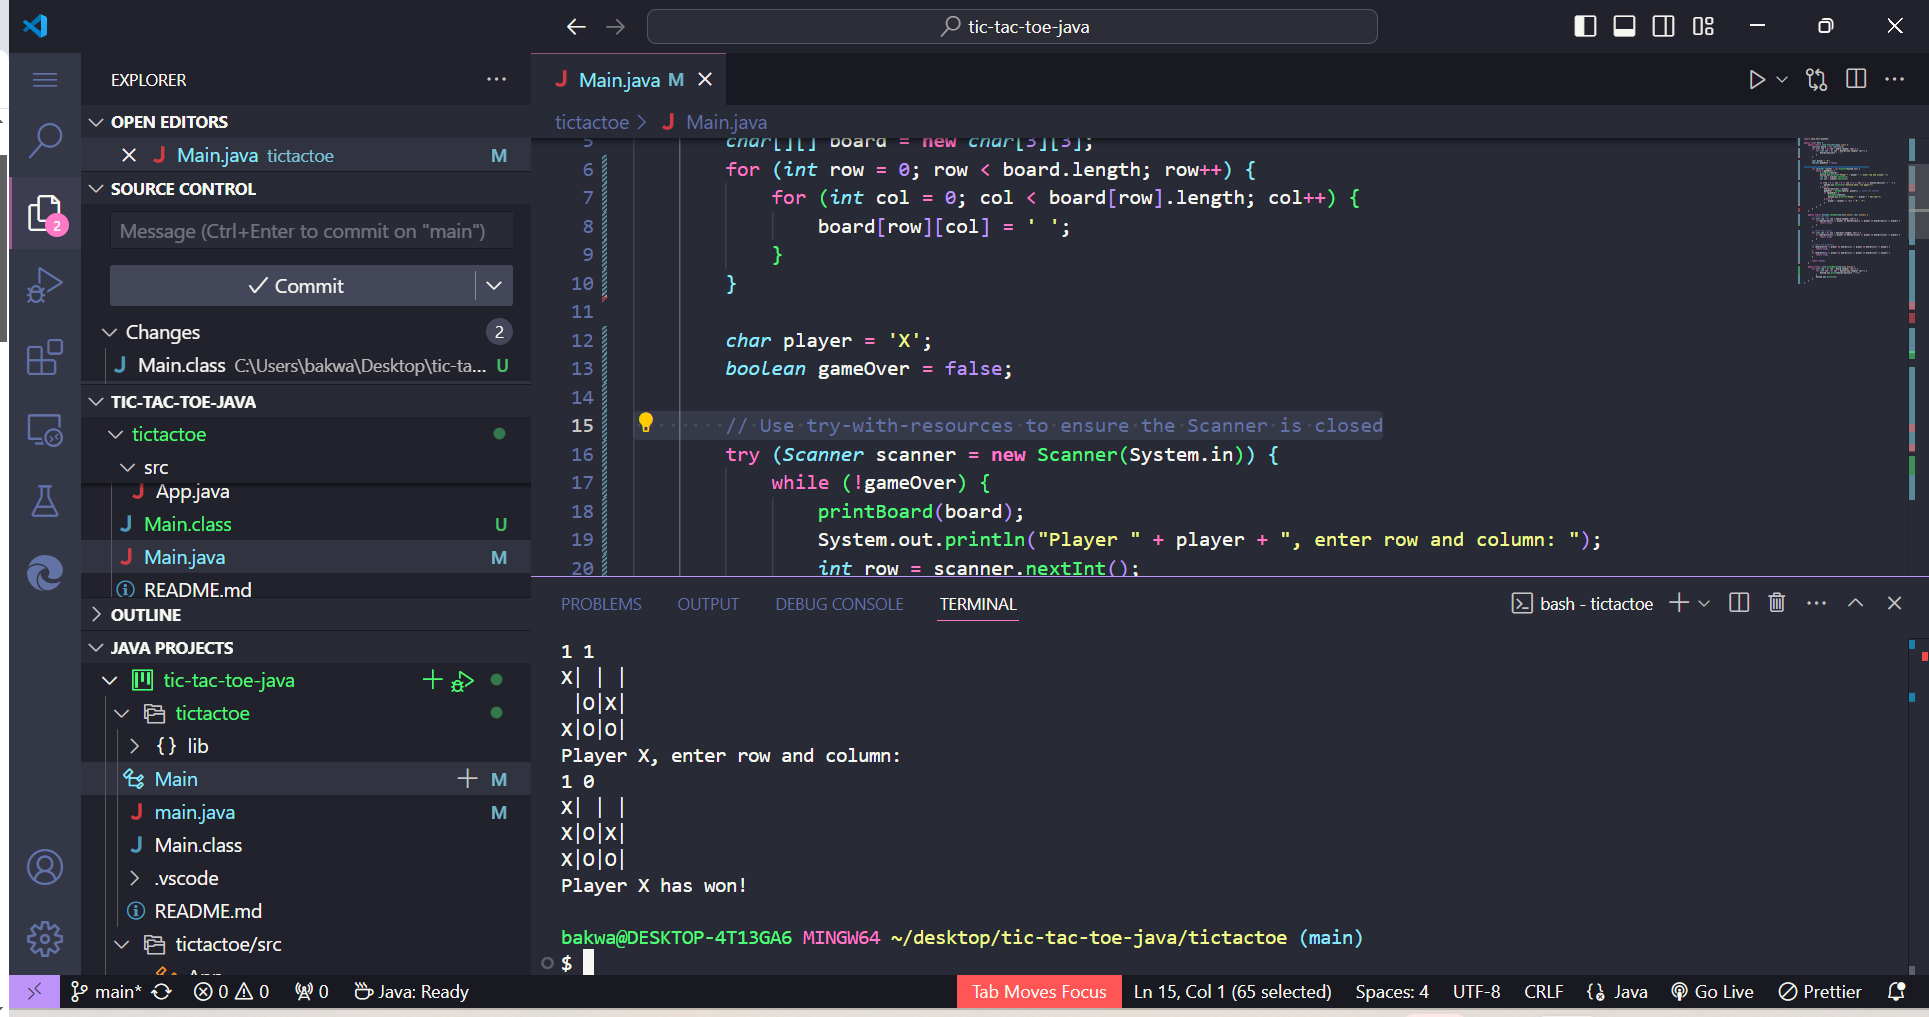 tic-tac-toe-java
EXPLORER
OPEN EDITORS
Main.java tictactoe M
SOURCE CONTROL
Message (Ctrl+Enter to commit on "main")
Commit
Changes 2
Main.class C:\Users\bakwa\Desktop\tic-ta... U
TIC-TAC-TOE-JAVA
tictactoe
src
App.java
Main.class U
Main.java M
README.md
OUTLINE
JAVA PROJECTS
tic-tac-toe-java
tictactoe
{} lib
Main M
main.java M
Main.class
.vscode
README.md
tictactoe/src
App
2
Main.java M
tictactoe > Main.java
5 char[][] board = new char[3][3];
6 for (int row = 0; row < board.length; row++) {
7 for (int col = 0; col < board[row].length; col++) {
8 board[row][col] = ' ';
9 }
10 }
11
12 char player = 'X';
13 boolean gameOver = false;
14
15 // Use try-with-resources to ensure the Scanner is closed
16 try (Scanner scanner = new Scanner(System.in)) {
17 while (!gameOver) {
18 printBoard(board);
19 System.out.println("Player " + player + ", enter row and column: ");
20 int row = scanner.nextInt();
PROBLEMS OUTPUT DEBUG CONSOLE TERMINAL
bash - tictactoe
1 1
X| | |
 |O|X|
X|O|O|
Player X, enter row and column:
1 0
X| | |
X|O|X|
X|O|O|
Player X has won!
bakwa@DESKTOP-4T13GA6 MINGW64 ~/desktop/tic-tac-toe-java/tictactoe (main)
$
main* 0 0 0 Java: Ready Tab Moves Focus Ln 15, Col 1 (65 selected) Spaces: 4 UTF-8 CRLF Java Go Live Prettier